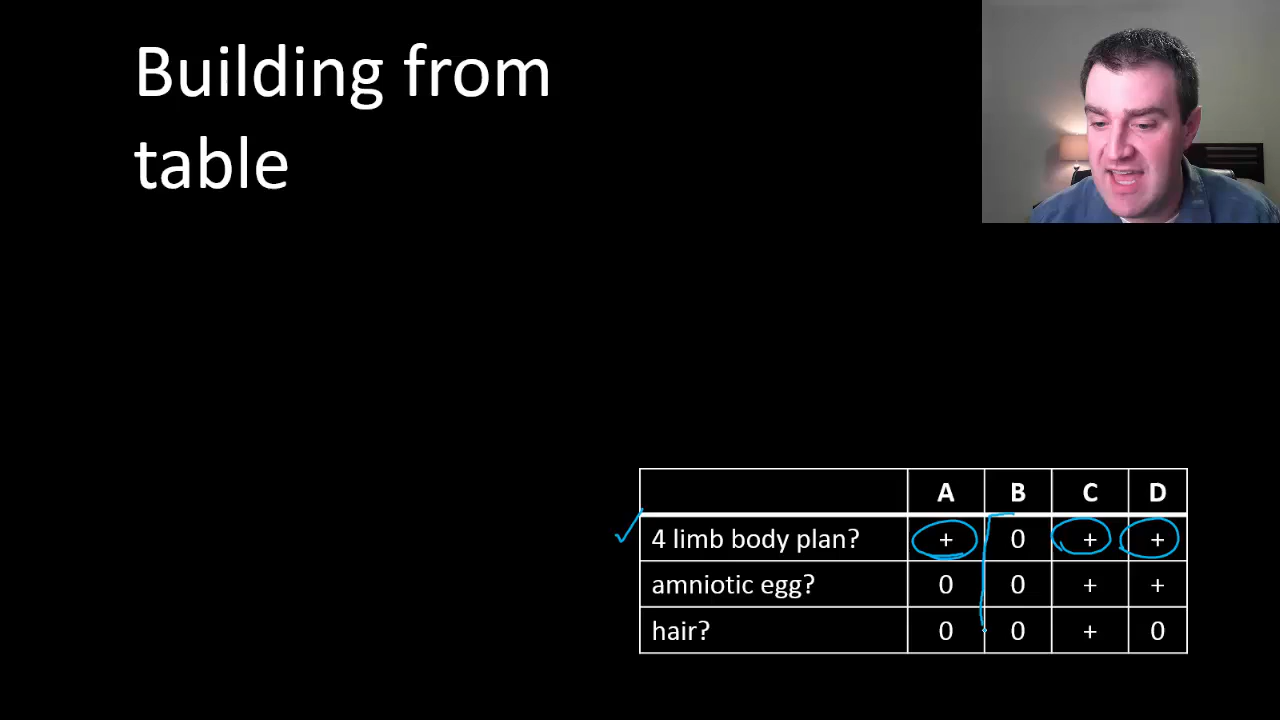 Building from
table
A B C D
4 limb body plan? + 0 + +
amniotic egg? 0 0 + +
hair? 0 0 + 0